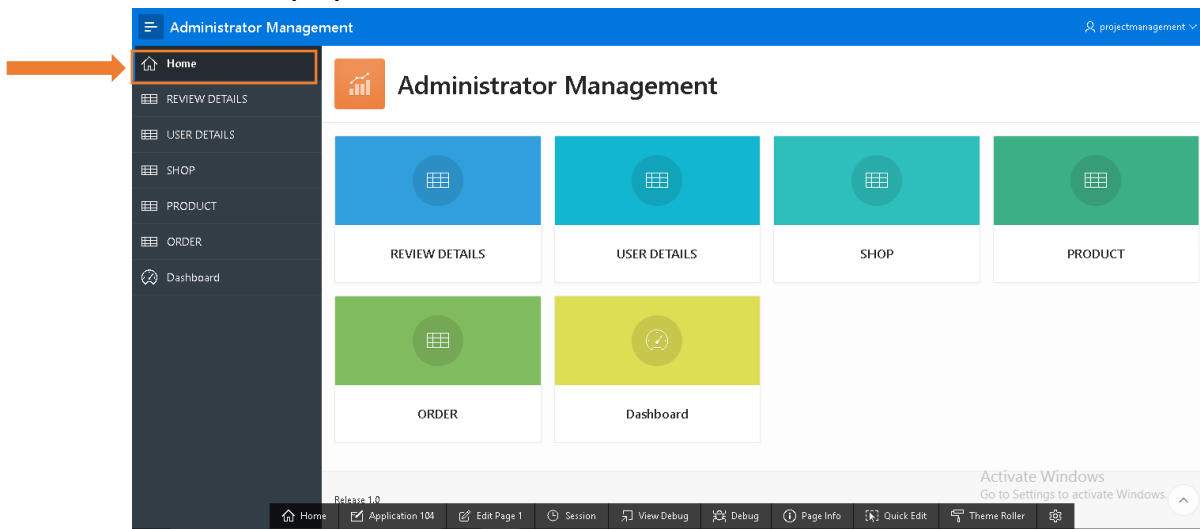 Administrator Management
projectmanagement
Home
REVIEW DETAILS
USER DETAILS
SHOP
PRODUCT
ORDER
Dashboard
Administrator Management
REVIEW DETAILS
USER DETAILS
SHOP
PRODUCT
ORDER
Dashboard
Activate Windows
Go to Settings to activate Windows.
Release 1.0
Home Application 104 Edit Page 1 Session View Debug Debug Page Info Quick Edit Theme Roller